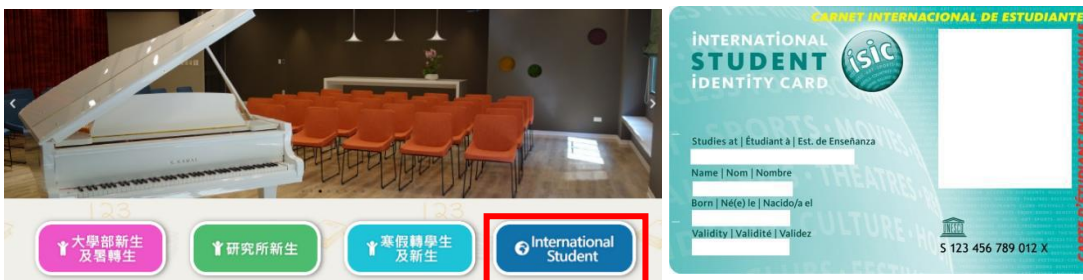 大學部新生
及暑轉生
研究所新生
寒假轉學生
及新生
International
Student
CARNET INTERNACIONAL DE ESTUDIANTE
INTERNATIONAL
STUDENT
IDENTITY CARD
isic
Studies at | Étudiant à | Est. de Enseñanza
Name | Nom | Nombre
Born | Né(e) le | Nacido/a el
Validity | Validité | Validez
UNESCO
S 123 456 789 012 X